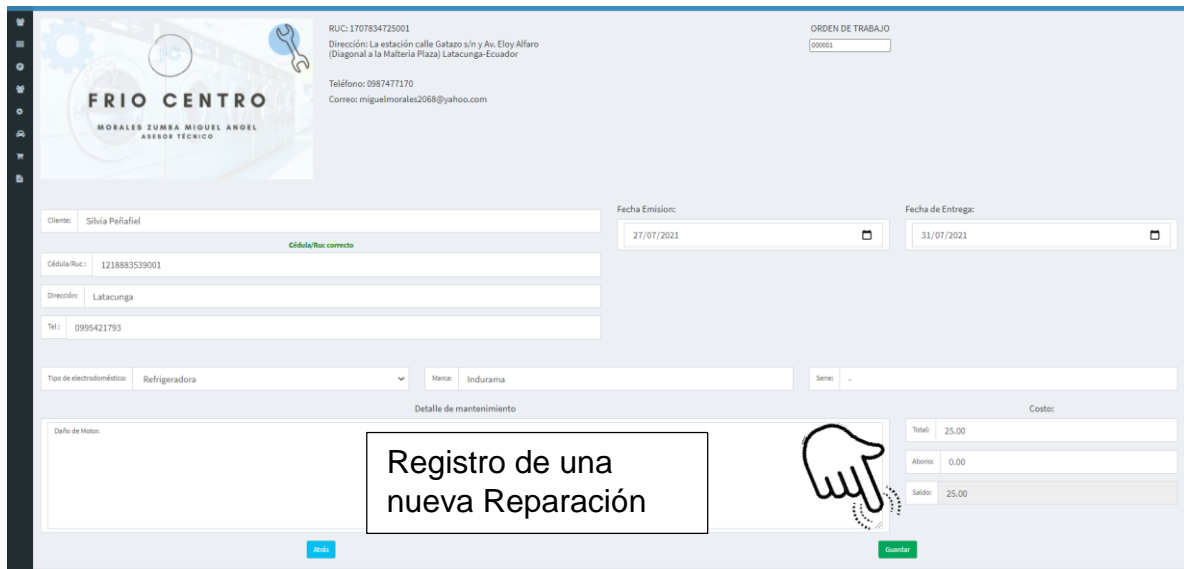 RUC: 1707834725001
Dirección: La estación calle Gatazo s/n y Av. Eloy Alfaro
(Diagonal a la Malteria Plaza) Latacunga-Ecuador
Teléfono: 0987477170
Correo: miguelmorales2068@yahoo.com
ORDEN DE TRABAJO
000001
FC
FRIO CENTRO
MORALES ZUMBA MIGUEL ANGEL
ASESOR TÉCNICO
Cliente: Silvia Peñafiel
Cédula/Ruc correcto
Cédula/Ruc: 1218883539001
Dirección: Latacunga
Tel: 0995421793
Fecha Emision:
27/07/2021
Fecha de Entrega:
31/07/2021
Tipo de electrodoméstico: Refrigeradora
Marca: Indurama
Serie: -
Detalle de mantenimiento
Daño de Motor.
Costo:
Total: 25.00
Abono: 0.00
Saldo: 25.00
Registro de una
nueva Reparación
Atrás
Guardar